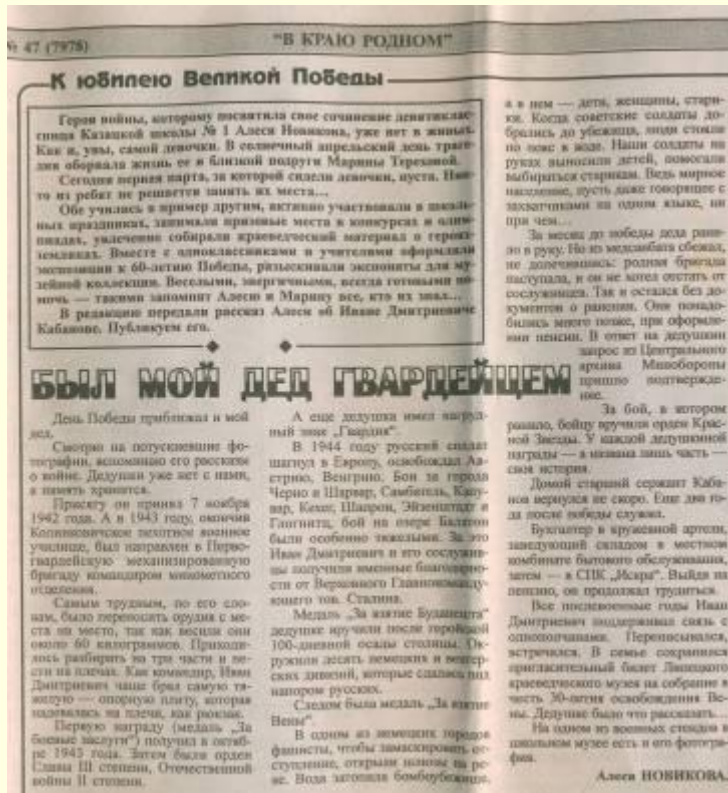 № 47 (7978)
"В КРАЮ РОДНОМ"
К юбилею Великой Победы
Герои войны, которому посвятила свое сочинение девятиклас-
сница Казацкой школы № 1 Алеся Новикова, уже нет в живых.
Как и, увы, самой девочки. В солнечный апрельский день траге-
дия оборвала жизнь ее и близкой подруги Марины Тереховой.
Сегодня первая парта, за которой сидели девочки, пуста. Ник-
то из ребят не решается занять их места...
Обе учились в пример другим, активно участвовали в школь-
ных праздниках, занимали призовые места в конкурсах и олим-
пиадах, увлеченно собирали краеведческий материал о героях-
земляках. Вместе с одноклассниками и учителями оформляли
экспозиции к 60-летию Победы, разыскивали экспонаты для му-
зейной коллекции. Веселыми, энергичными, всегда готовыми по-
мочь — такими запомнят Алесю и Марину все, кто их знал...
В редакцию передали рассказ Алеси об Иване Дмитриевиче
Кабанове. Публикуем его.
БЫЛ МОЙ ДЕД ГВАРДЕЙЦЕМ
День Победы приближал и мой
дед.
Смотрю на потускневшие фо-
тографии, вспоминаю его рассказы
о войне. Дедушки уже нет с нами,
а память хранится.
Присягу он принял 7 ноября
1942 года. А в 1943 году, окончив
пехотное военное
училище, был направлен в Перво-
гвардейскую механизированную
бригаду командиром минометного
отделения.
Самым трудным, по его сло-
вам, было переносить орудия с ме-
ста на место, так как весили они
около 60 килограммов. Приходи-
лось разбирать на три части и не-
сти на плечах. Как командир, Иван
Дмитриевич чаще брал самую тя-
желую — опорную плиту, которая
надевалась на плечи, как рюкзак.
Первую награду (медаль „За
боевые заслуги") получил в октяб-
ре 1943 года. Затем были орден
Славы III степени, Отечественной
войны II степени.
А еще дедушка имел нагруд-
ный знак „Гвардия".
В 1944 году русский солдат
шагнул в Европу, освобождал Ав-
стрию, Венгрию. Бои за города
Черно и Шарвар, Самбатель, Капу-
вар, Кехег, Шапрон, Эйзенштадт и
Глогнитц, бой на озере Балатон
были особенно тяжелыми. За это
Иван Дмитриевич и его сослужив-
цы получили именные благодарно-
сти от Верховного Главнокоманду-
ющего тов. Сталина.
Медаль „За взятие Будапешта"
дедушке вручили после геройской
100-дневной осады столицы. Ок-
ружили десять немецких и венгер-
ских дивизий, которые сдались под
напором русских.
Следом была медаль „За взятие
Вены".
В одном из немецких городов
фашисты, чтобы замаскировать от-
ступление, открыли шлюзы на ре-
ке. Вода затопила бомбоубежище,
а в нем — дети, женщины, стари-
ки. Когда советские солдаты до-
брались до убежища, люди стояли
по пояс в воде. Наши солдаты на
руках выносили детей, помогали
выбираться старикам. Ведь мирное
население, пусть даже говорящее с
захватчиками на одном языке, ни
при чем...
За месяц до победы деда рани-
ло в руку. Но из медсанбата сбежал,
не долечившись: родная бригада
наступала, и он не хотел отстать от
сослуживцев. Так и остался без до-
кументов о ранении. Они понадо-
бились много позже, при оформле-
нии пенсии. В ответ на дедушкин
запрос из Центрального
архива Минобороны
пришло подтвержде-
ние.
За бой, в котором
ранило, бойцу вручили орден Крас-
ной Звезды. У каждой дедушкиной
награды — а названа лишь часть —
своя история.
Домой старший сержант Каба-
нов вернулся не скоро. Еще два го-
да после победы служил.
Бухгалтер в кружевной артели,
заведующий складом в местном
комбинате бытового обслуживания,
затем — в СПК „Искра". Выйдя на
пенсию, он продолжал трудиться.
Все послевоенные годы Иван
Дмитриевич поддерживал связь с
однополчанами. Переписывался,
встречался. В семье сохранился
пригласительный билет Липецкого
краеведческого музея на собрание в
честь 30-летия освобождения Ве-
ны. Дедушке было что рассказать...
На одном из военных стендов в
школьном музее есть и его фотогра-
фия.
Алеся НОВИКОВА.